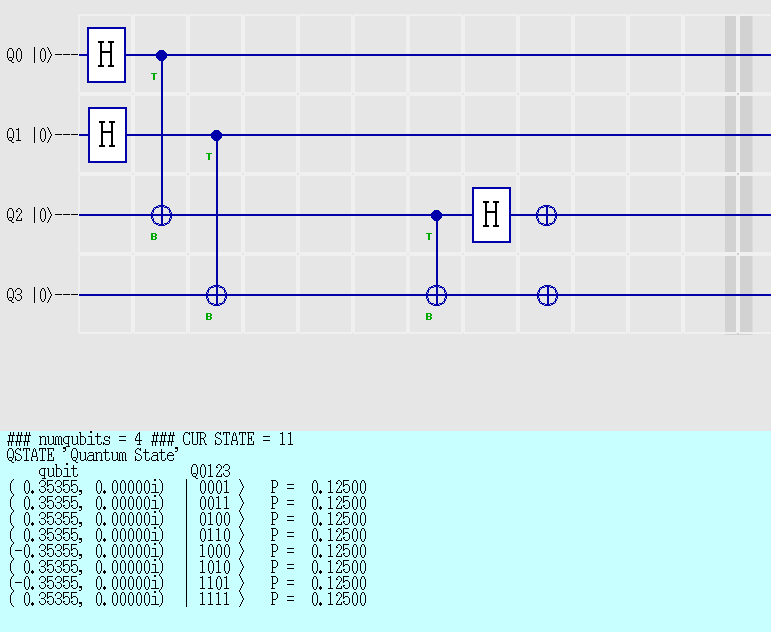 Q0 |0⟩--- H
T
Q1 |0⟩--- H
T
Q2 |0⟩--- H
B T
Q3 |0⟩---
B B
### numqubits = 4 ### CUR STATE = 11
QSTATE 'Quantum State'
qubit Q0123
( 0.35355, 0.00000i) | 0001 ⟩ P = 0.12500
( 0.35355, 0.00000i) | 0011 ⟩ P = 0.12500
( 0.35355, 0.00000i) | 0100 ⟩ P = 0.12500
( 0.35355, 0.00000i) | 0110 ⟩ P = 0.12500
(-0.35355, 0.00000i) | 1000 ⟩ P = 0.12500
( 0.35355, 0.00000i) | 1010 ⟩ P = 0.12500
(-0.35355, 0.00000i) | 1101 ⟩ P = 0.12500
( 0.35355, 0.00000i) | 1111 ⟩ P = 0.12500